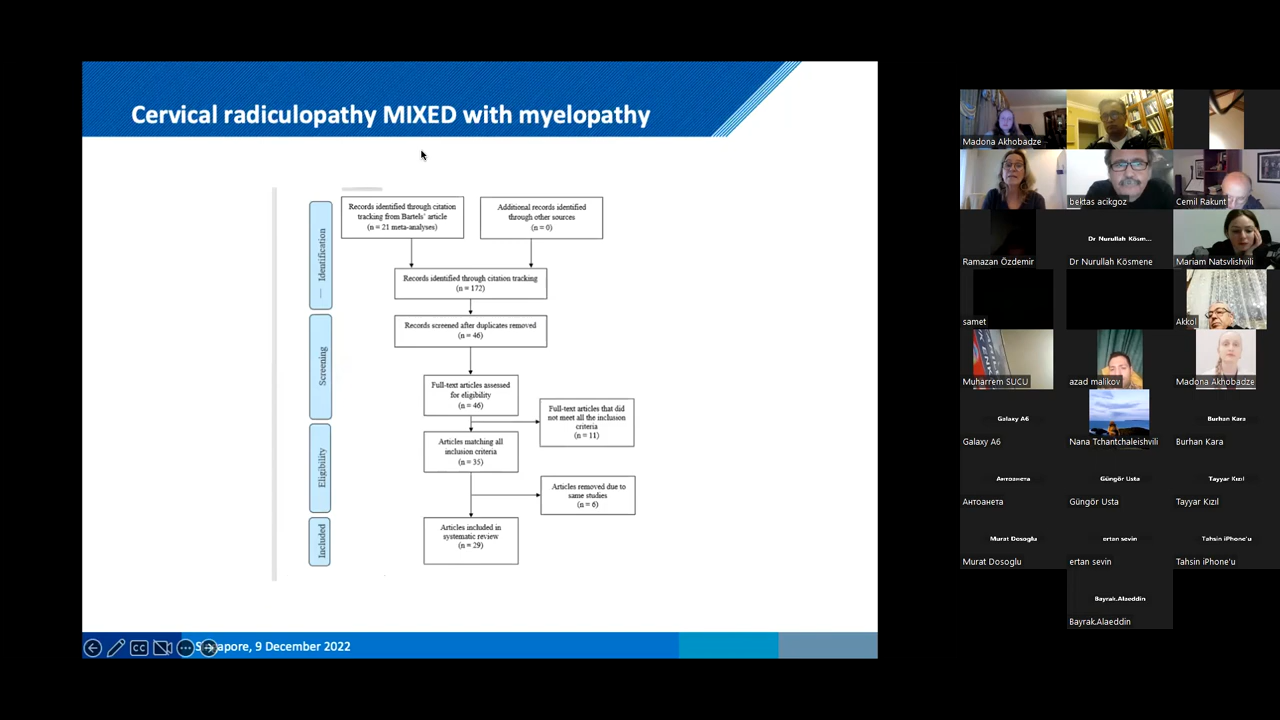 Cervical radiculopathy MIXED with myelopathy
Identification
Screening
Eligibility
Included
Records identified through citation
tracking from Bartels' article
(n = 21 meta-analyses)
Additional records identified
through other sources
(n = 0)
Records identified through citation tracking
(n = 172)
Records screened after duplicates removed
(n = 46)
Full-text articles assessed
for eligibility
(n = 46)
Full-text articles that did
not meet all the inclusion
criteria
(n = 11)
Articles matching all
inclusion criteria
(n = 35)
Articles removed due to
same studies
(n = 6)
Articles included in
systematic review
(n = 29)
CC
apore, 9 December 2022
Madona Akhobadze
bektas acikgoz
Cemil Rakunt
Ramazan Özdemir
Dr Nurullah Kösm...
Dr Nurullah Kösmene
Mariam Natsvlishvili
samet
Akkol
Muharrem SUCU
azad malikov
Madona Akhobadze
Galaxy A6
Galaxy A6
Nana Tchantchaleishvili
Burhan Kara
Burhan Kara
Антоанета
Антоанета
Güngör Usta
Güngör Usta
Tayyar Kızıl
Tayyar Kızıl
Murat Dosoglu
Murat Dosoglu
ertan sevin
ertan sevin
Tahsin iPhone'u
Tahsin iPhone'u
Bayrak.Alaeddin
Bayrak.Alaeddin